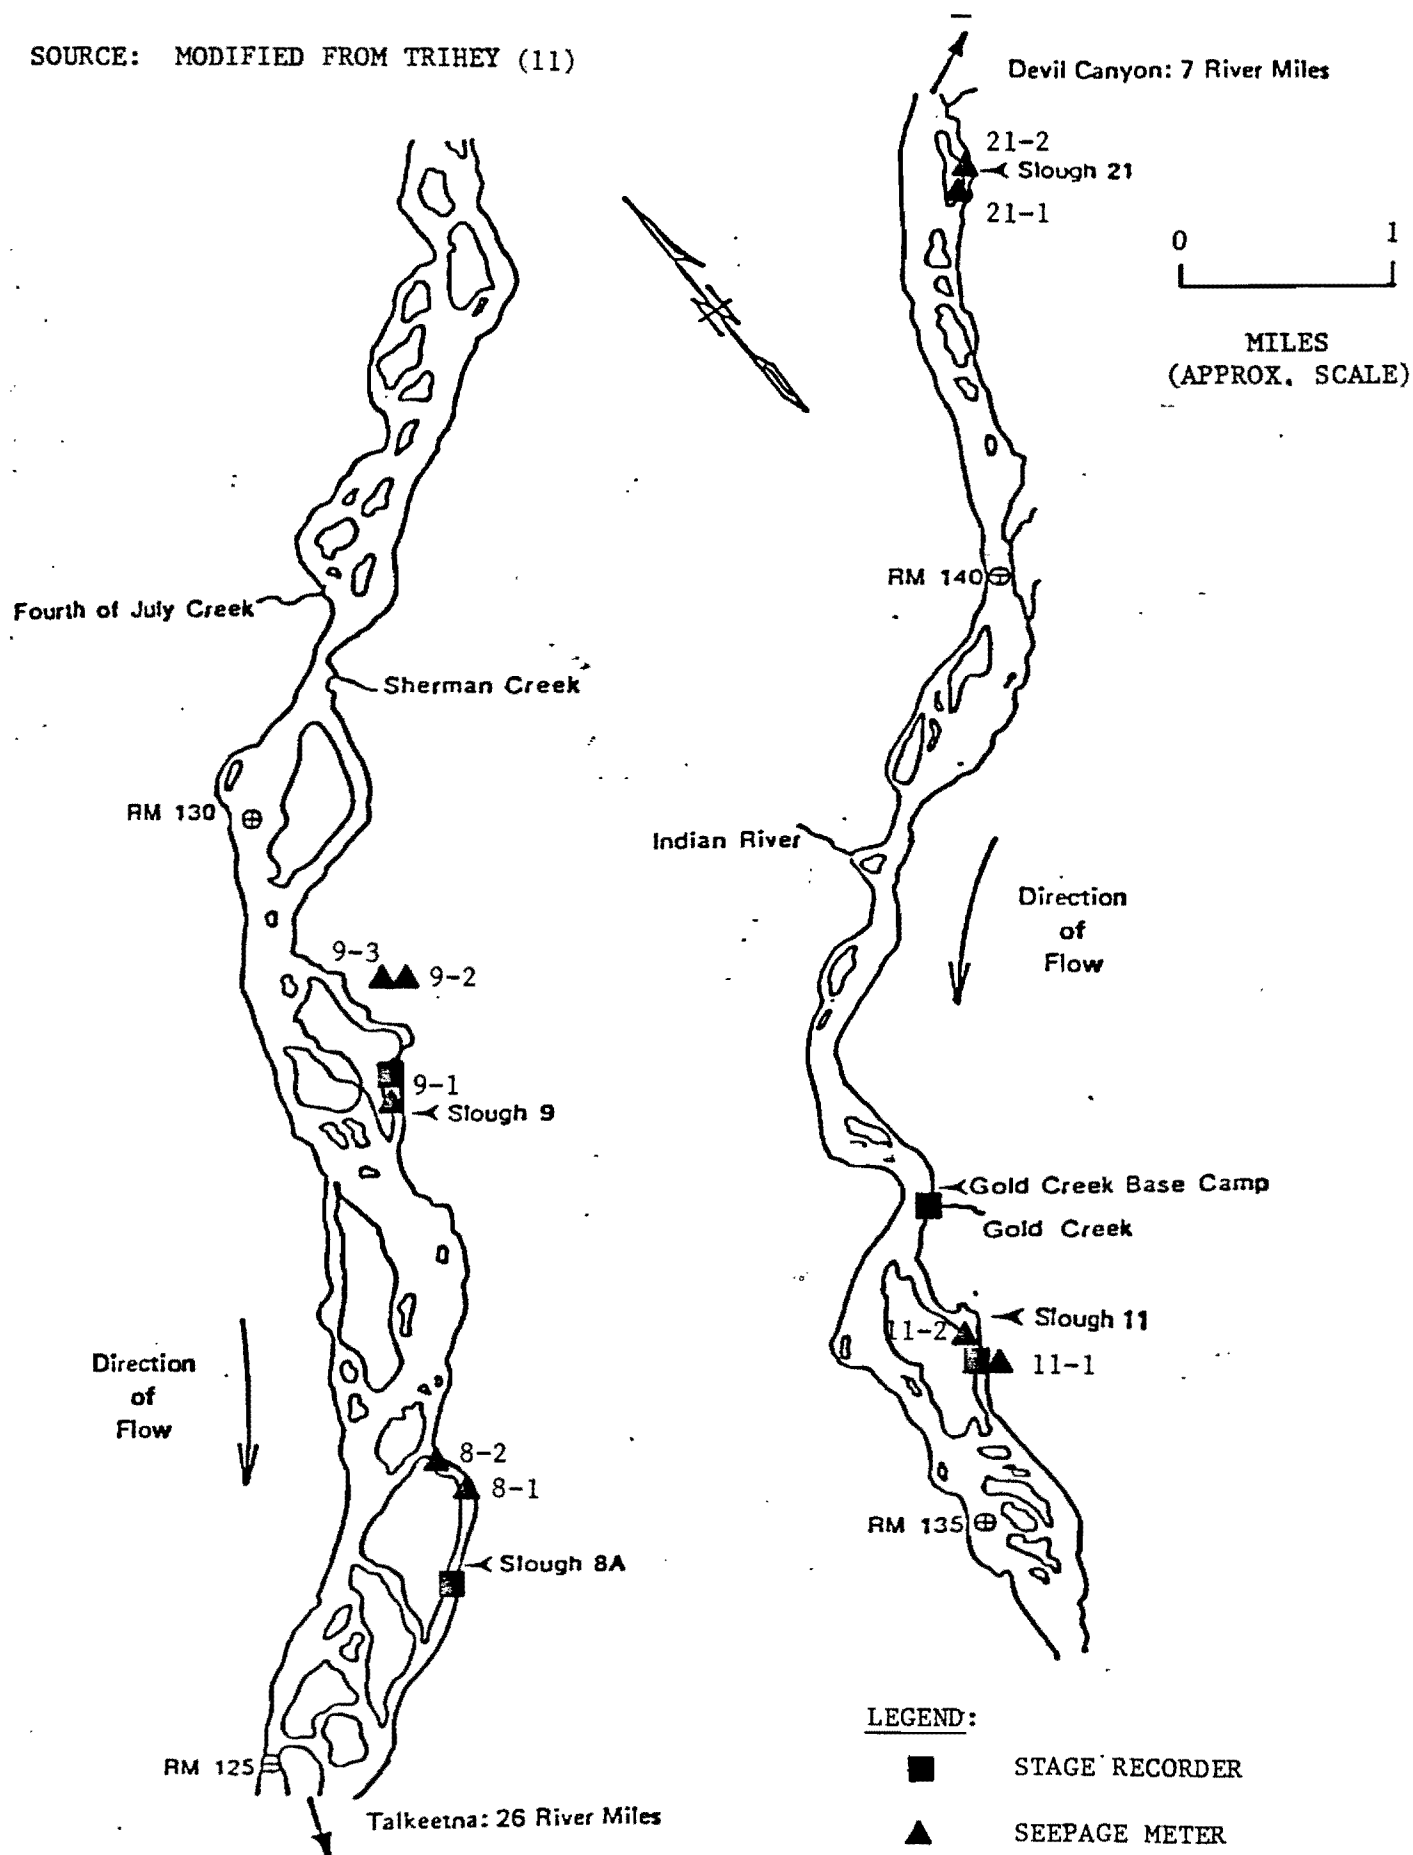 SOURCE: MODIFIED FROM TRIHEY (11)
Devil Canyon: 7 River Miles
21-2
Slough 21
21-1
0 1
MILES
(APPROX. SCALE)
RM 140
Fourth of July Creek
Sherman Creek
RM 130
Indian River
Direction
of
Flow
9-3
9-2
9-1
Slough 9
Gold Creek Base Camp
Gold Creek
Slough 11
11-2
11-1
Direction
of
Flow
8-2
8-1
RM 135
Slough 8A
RM 125
Talkeetna: 26 River Miles
LEGEND:
STAGE RECORDER
SEEPAGE METER